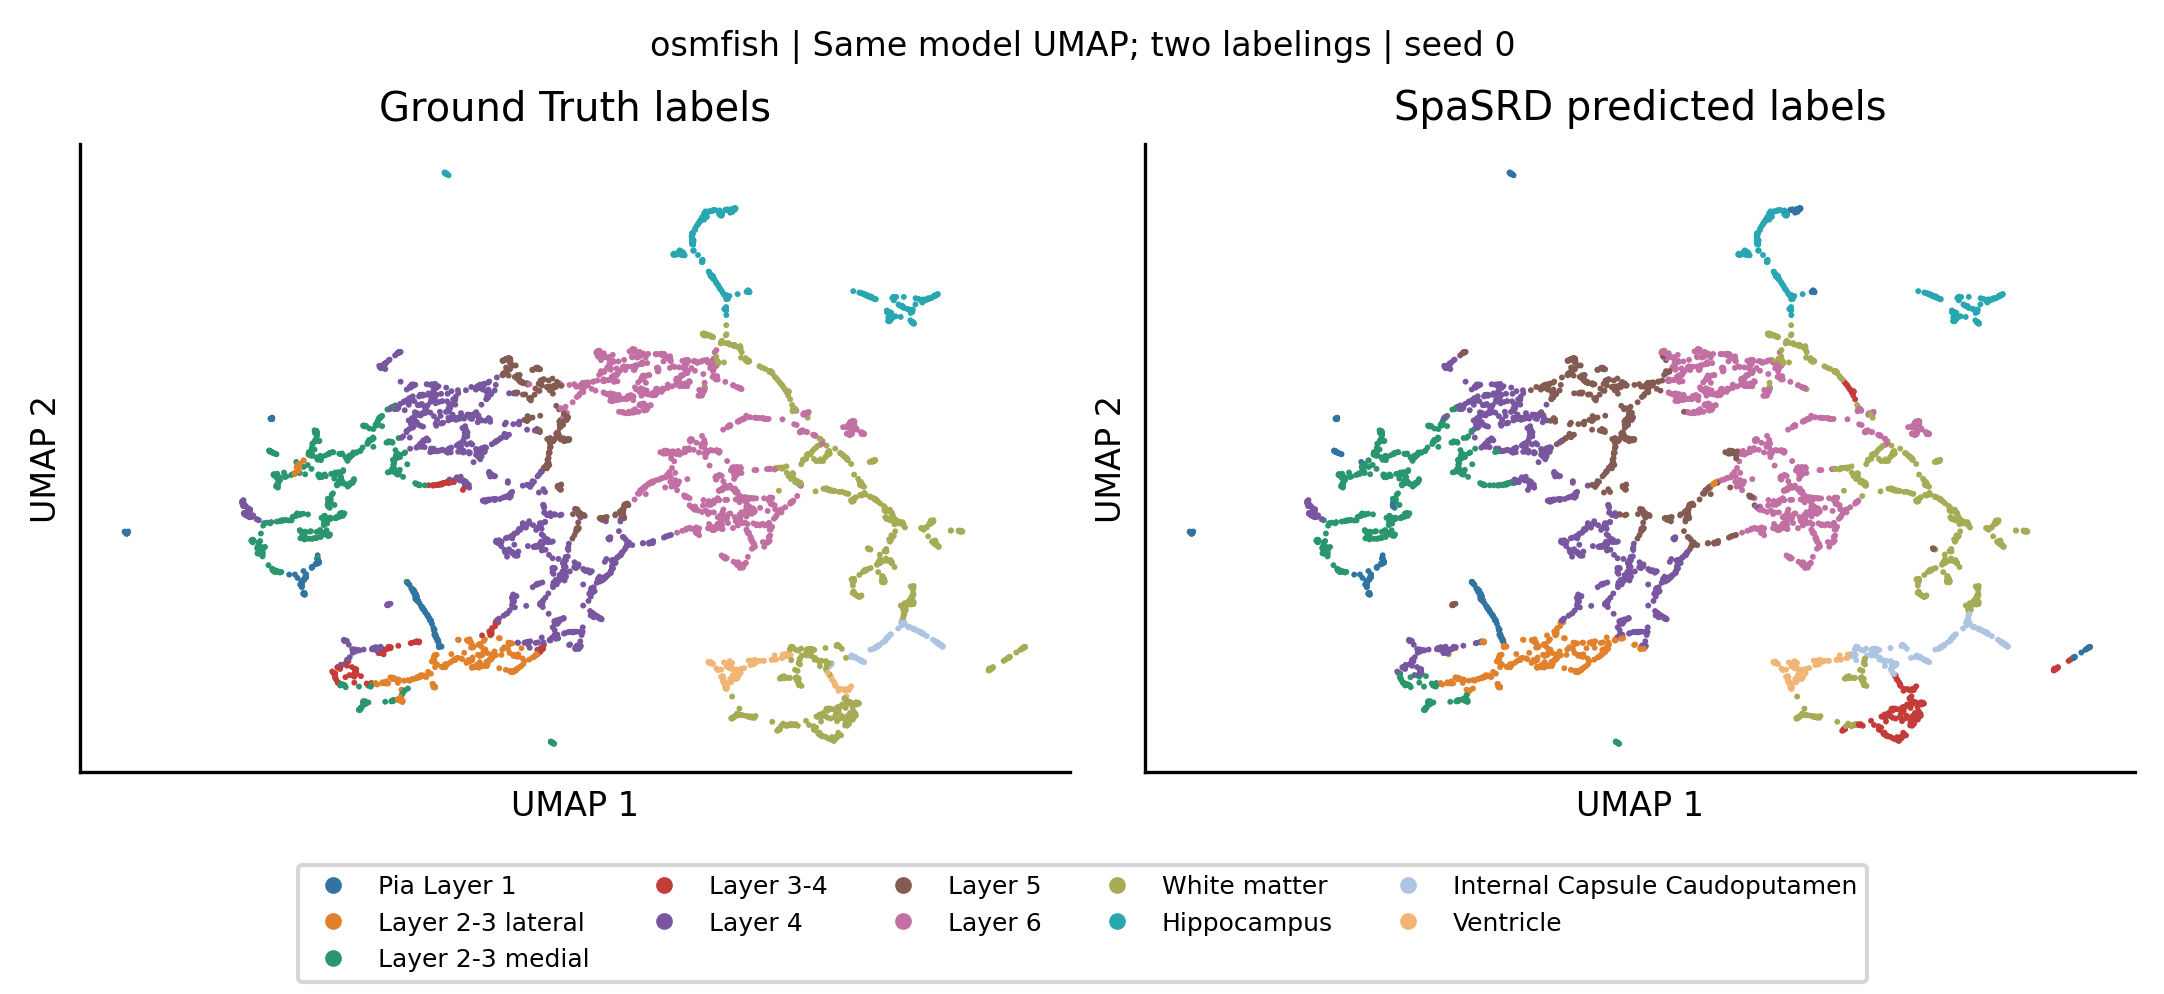 osmfish | Same model UMAP; two labelings | seed 0
Ground Truth labels
SpaSRD predicted labels
UMAP 2
UMAP 1
UMAP 2
UMAP 1
Pia Layer 1
Layer 2-3 lateral
Layer 2-3 medial
Layer 3-4
Layer 4
Layer 5
Layer 6
White matter
Hippocampus
Internal Capsule Caudoputamen
Ventricle